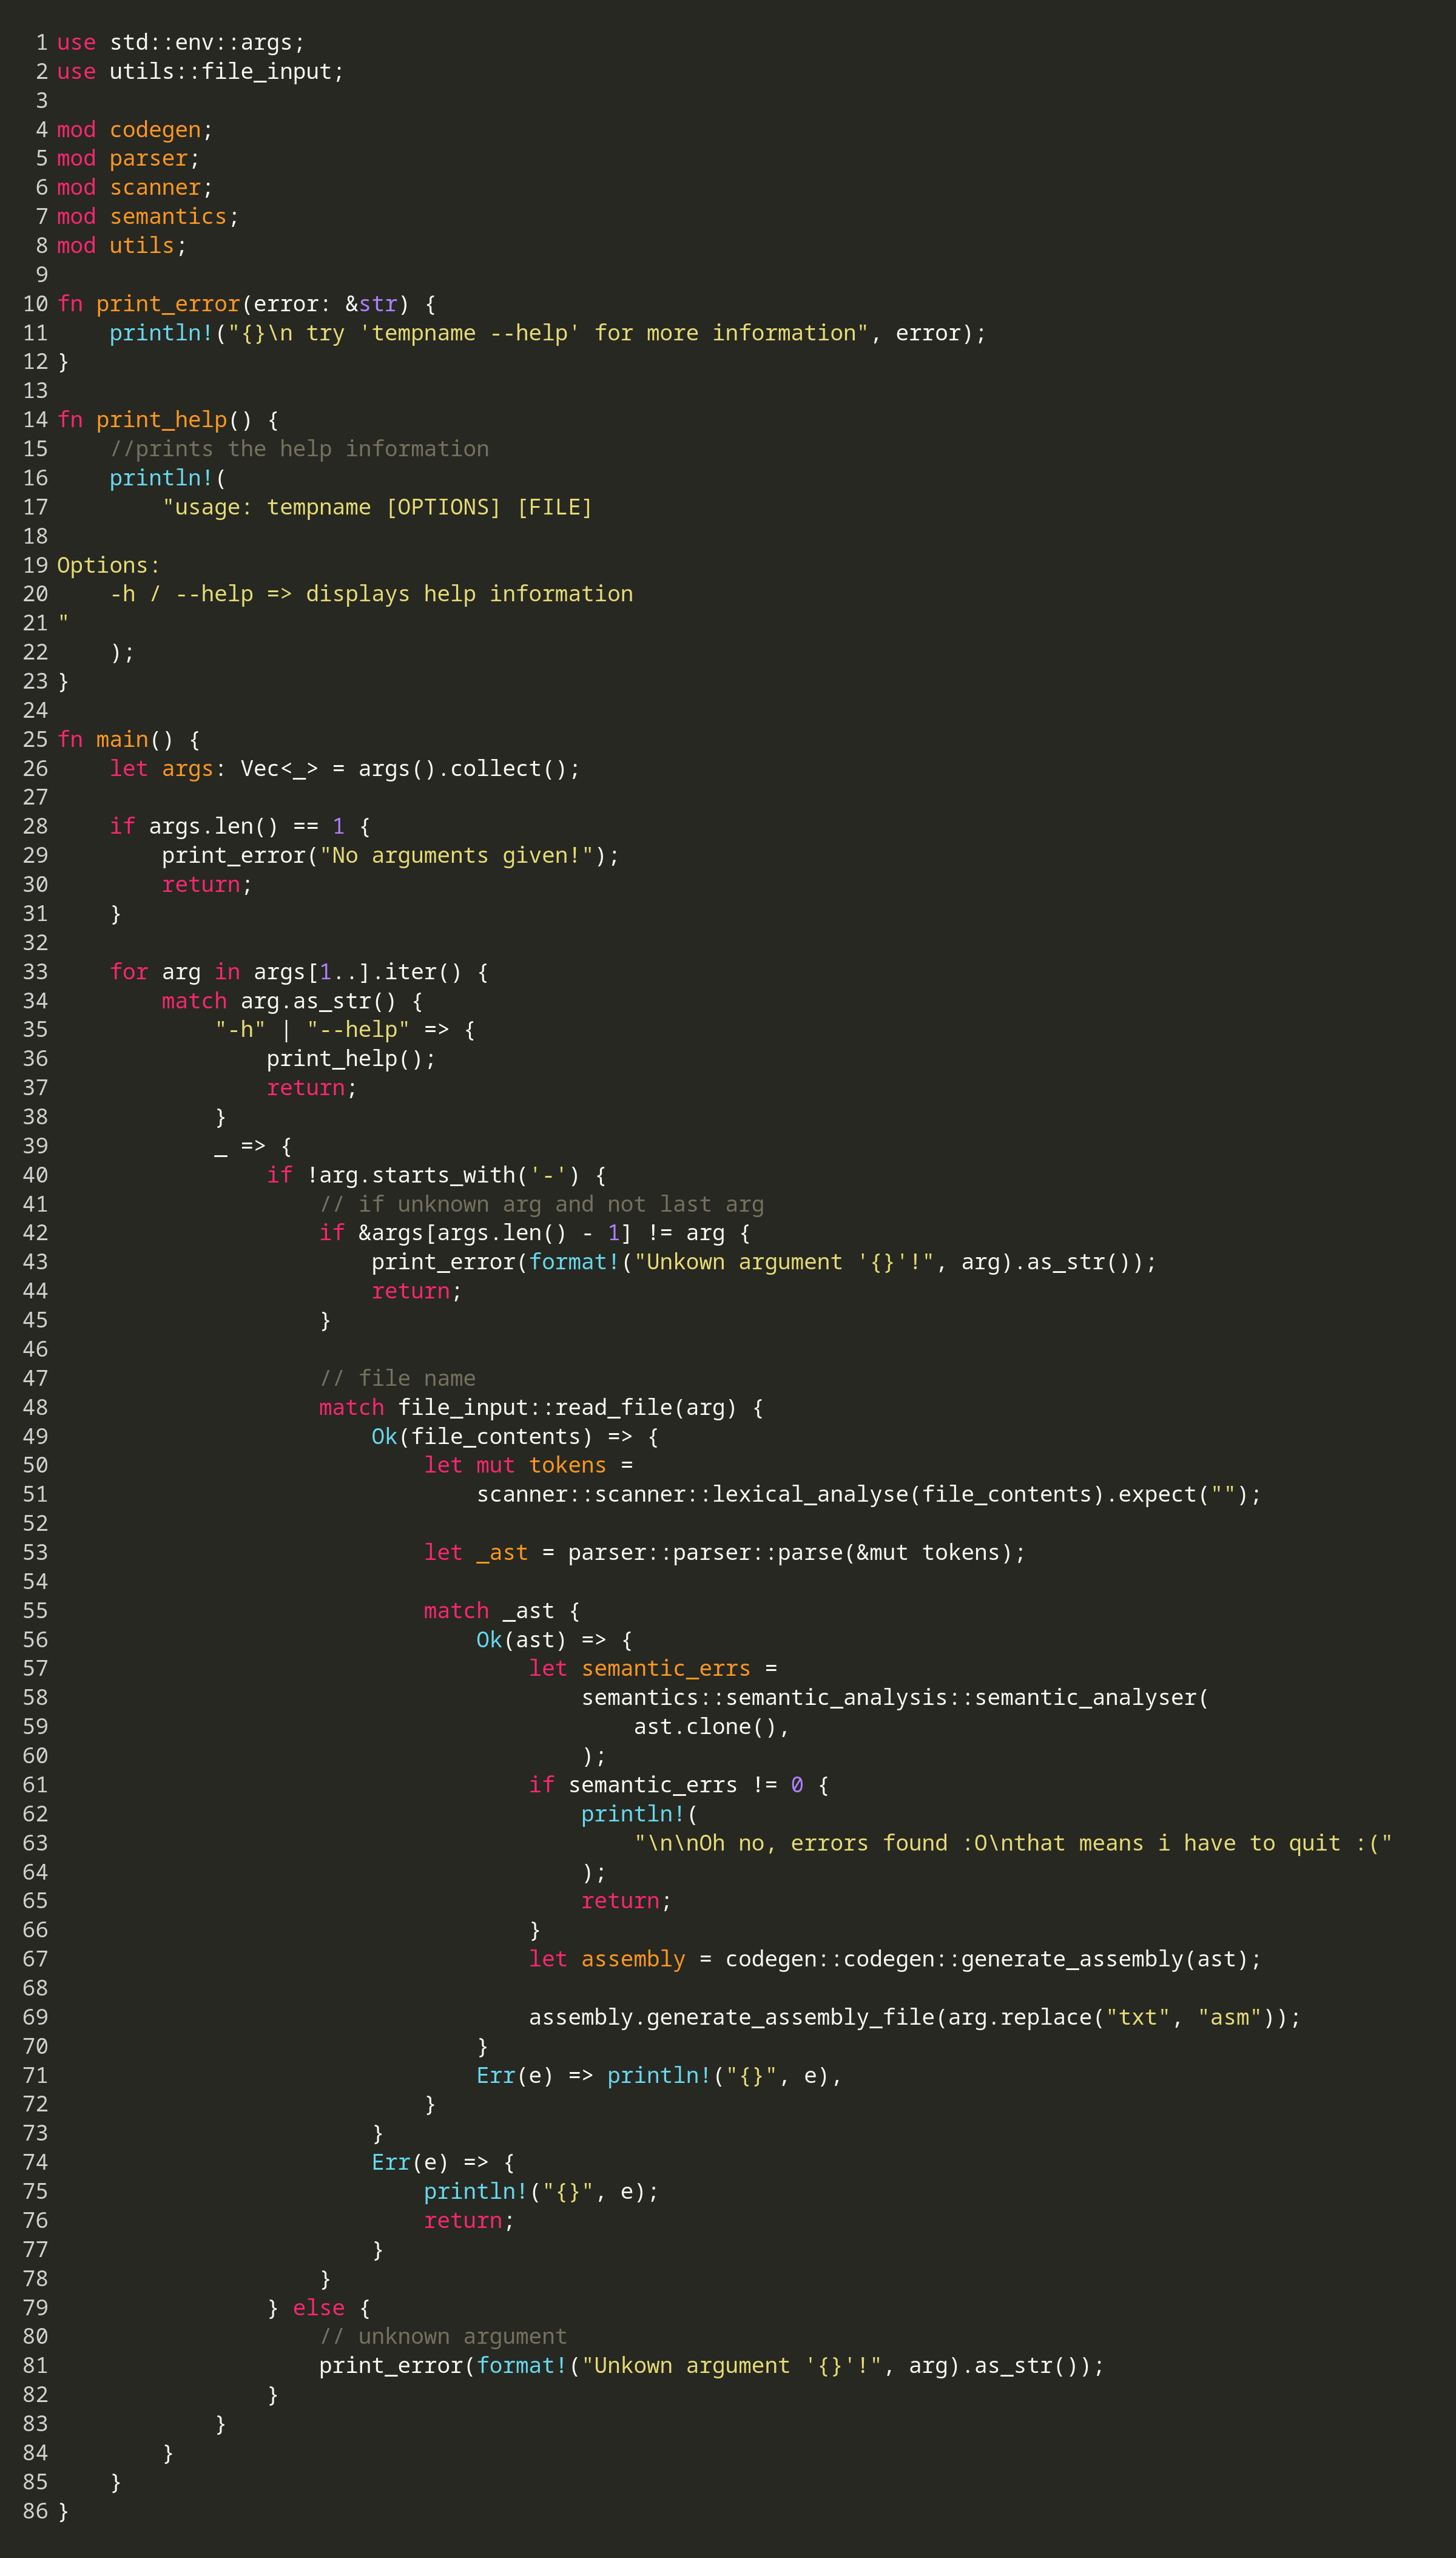 1 use std::env::args;
2 use utils::file_input;
3
4 mod codegen;
5 mod parser;
6 mod scanner;
7 mod semantics;
8 mod utils;
9
10 fn print_error(error: &str) {
11     println!("{}\n try 'tempname --help' for more information", error);
12 }
13
14 fn print_help() {
15     //prints the help information
16     println!(
17         "usage: tempname [OPTIONS] [FILE]
18
19 Options:
20     -h / --help => displays help information
21 "
22     );
23 }
24
25 fn main() {
26     let args: Vec<_> = args().collect();
27
28     if args.len() == 1 {
29         print_error("No arguments given!");
30         return;
31     }
32
33     for arg in args[1..].iter() {
34         match arg.as_str() {
35             "-h" | "--help" => {
36                 print_help();
37                 return;
38             }
39             _ => {
40                 if !arg.starts_with('-') {
41                     // if unknown arg and not last arg
42                     if &args[args.len() - 1] != arg {
43                         print_error(format!("Unkown argument '{}'!", arg).as_str());
44                         return;
45                     }
46
47                     // file name
48                     match file_input::read_file(arg) {
49                         Ok(file_contents) => {
50                             let mut tokens =
51                                 scanner::scanner::lexical_analyse(file_contents).expect("");
52
53                             let _ast = parser::parser::parse(&mut tokens);
54
55                             match _ast {
56                                 Ok(ast) => {
57                                     let semantic_errs =
58                                         semantics::semantic_analysis::semantic_analyser(
59                                             ast.clone(),
60                                         );
61                                     if semantic_errs != 0 {
62                                         println!(
63                                             "\n\nOh no, errors found :O\nthat means i have to quit :("
64                                         );
65                                         return;
66                                     }
67                                     let assembly = codegen::codegen::generate_assembly(ast);
68
69                                     assembly.generate_assembly_file(arg.replace("txt", "asm"));
70                                 }
71                                 Err(e) => println!("{}", e),
72                             }
73                         }
74                         Err(e) => {
75                             println!("{}", e);
76                             return;
77                         }
78                     }
79                 } else {
80                     // unknown argument
81                     print_error(format!("Unkown argument '{}'!", arg).as_str());
82                 }
83             }
84         }
85     }
86 }